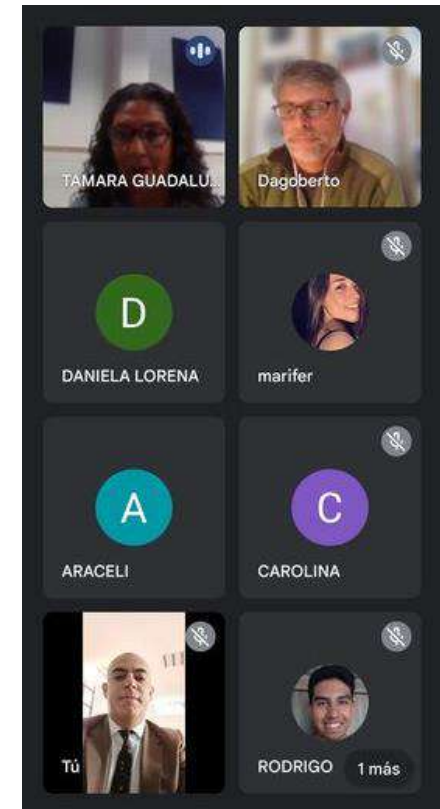 TAMARA GUADALU...
Dagoberto
D
DANIELA LORENA
marifer
A
ARACELI
C
CAROLINA
Tú
RODRIGO
1 más